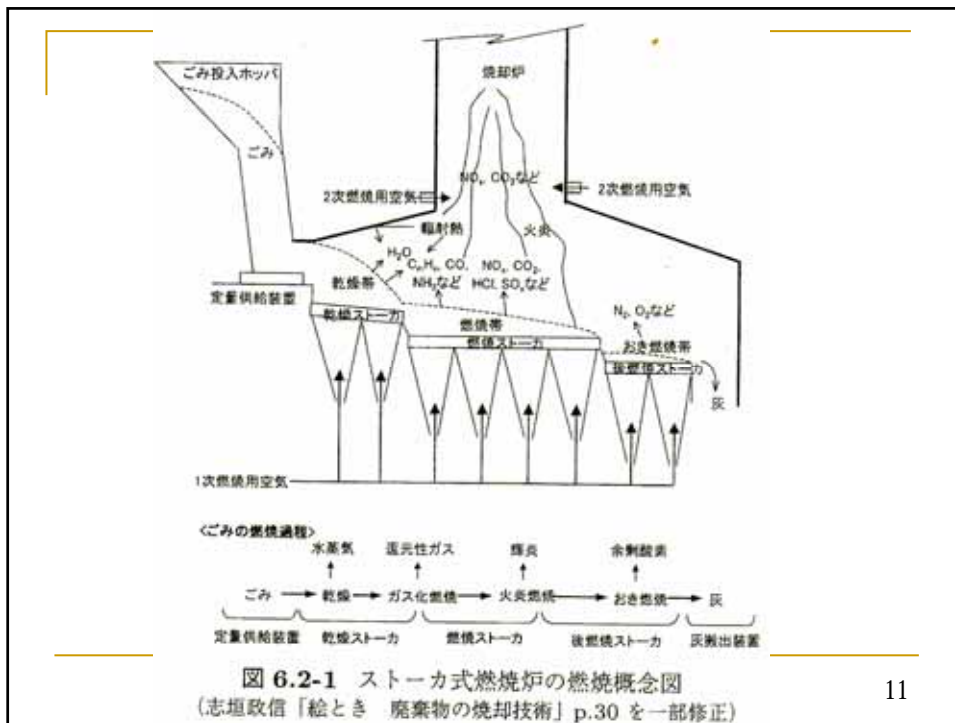 焼却炉
ごみ投入ホッパ
ごみ
NOx, CO2など
2次燃焼用空気
2次燃焼用空気
輻射熱
火炎
H2O
CnHn, CO,
NH3など
NOx, CO2,
HCl, SOxなど
乾燥帯
定量供給装置
乾燥ストーカ
燃焼帯
燃焼ストーカ
N2, O2など
おき燃焼帯
後燃焼ストーカ
灰
1次燃焼用空気
<ごみの燃焼過程>
水蒸気 還元性ガス 輝炎 余剰酸素
ごみ → 乾燥 → ガス化燃焼 → 火炎燃焼 → おき燃焼 → 灰
定量供給装置 乾燥ストーカ 燃焼ストーカ 後燃焼ストーカ 灰搬出装置
図 6.2-1 ストーカ式燃焼炉の燃焼概念図
(志垣政信「絵とき 廃棄物の焼却技術」p.30 を一部修正)
11